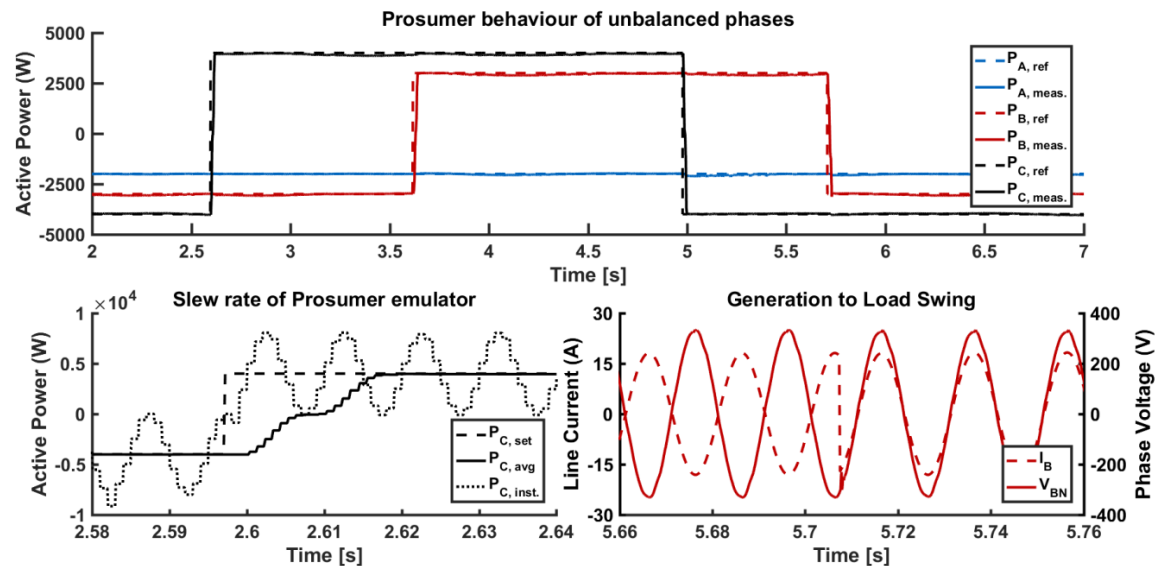 Prosumer behaviour of unbalanced phases
Active Power (W)
5000
2500
0
-2500
-5000
2
2.5
3
3.5
4
4.5
5
5.5
6
6.5
7
Time [s]
P_A, ref
P_A, meas.
P_B, ref
P_B, meas.
P_C, ref
P_C, meas.
Slew rate of Prosumer emulator
×10^4
Active Power (W)
1
0.5
0
-0.5
-1
2.58
2.59
2.6
2.61
2.62
2.63
2.64
Time [s]
P_C, set
P_C, avg
P_C, inst.
Generation to Load Swing
Line Current (A)
30
15
0
-15
-30
5.66
5.68
5.7
5.72
5.74
5.76
Time [s]
400
200
0
-200
-400
Phase Voltage (V)
I_B
V_BN